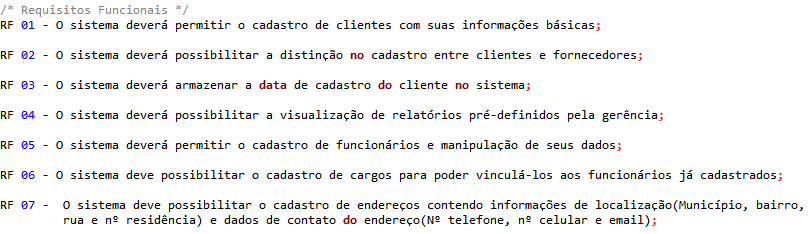 /* Requisitos Funcionais */
RF 01 - O sistema deverá permitir o cadastro de clientes com suas informações básicas;
RF 02 - O sistema deverá possibilitar a distinção no cadastro entre clientes e fornecedores;
RF 03 - O sistema deverá armazenar a data de cadastro do cliente no sistema;
RF 04 - O sistema deverá possibilitar a visualização de relatórios pré-definidos pela gerência;
RF 05 - O sistema deverá permitir o cadastro de funcionários e manipulação de seus dados;
RF 06 - O sistema deve possibilitar o cadastro de cargos para poder vinculá-los aos funcionários já cadastrados;
RF 07 -  O sistema deve possibilitar o cadastro de endereços contendo informações de localização(Município, bairro,
rua e nº residência) e dados de contato do endereço(Nº telefone, nº celular e email);